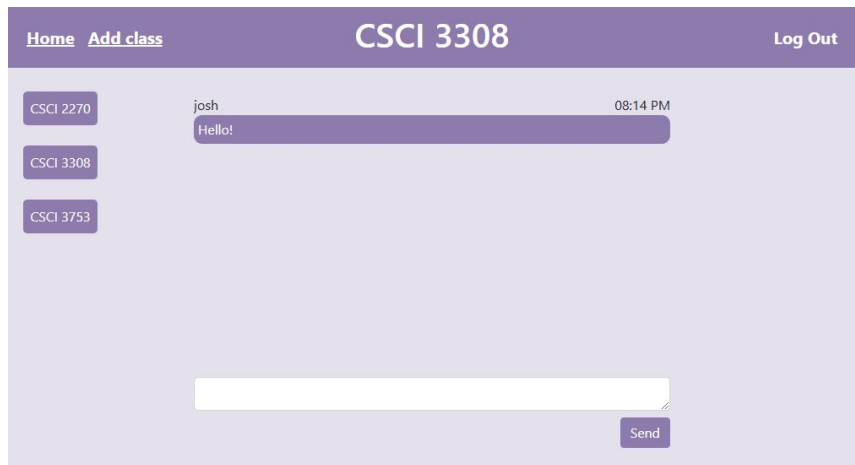 Home Add class CSCI 3308 Log Out
CSCI 2270
CSCI 3308
CSCI 3753
josh 08:14 PM
Hello!
Send